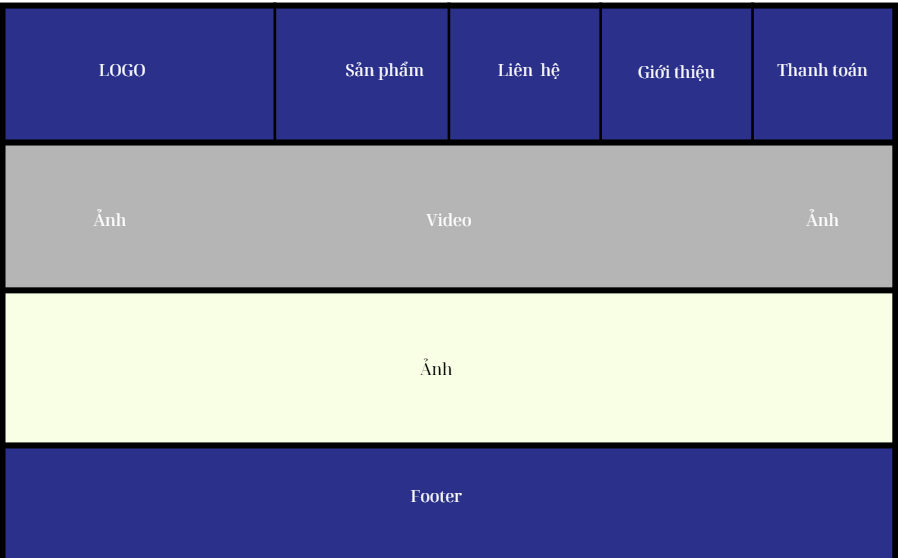 LOGO
Sản phẩm
Liên hệ
Giới thiệu
Thanh toán
Ảnh
Video
Ảnh
Ảnh
Footer